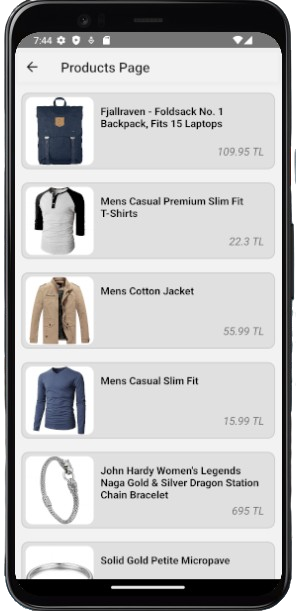 7:44
Products Page
Fjallraven - Foldsack No. 1
Backpack, Fits 15 Laptops
109.95 TL
Mens Casual Premium Slim Fit
T-Shirts
22.3 TL
Mens Cotton Jacket
55.99 TL
Mens Casual Slim Fit
15.99 TL
John Hardy Women's Legends
Naga Gold & Silver Dragon Station
Chain Bracelet
695 TL
Solid Gold Petite Micropave